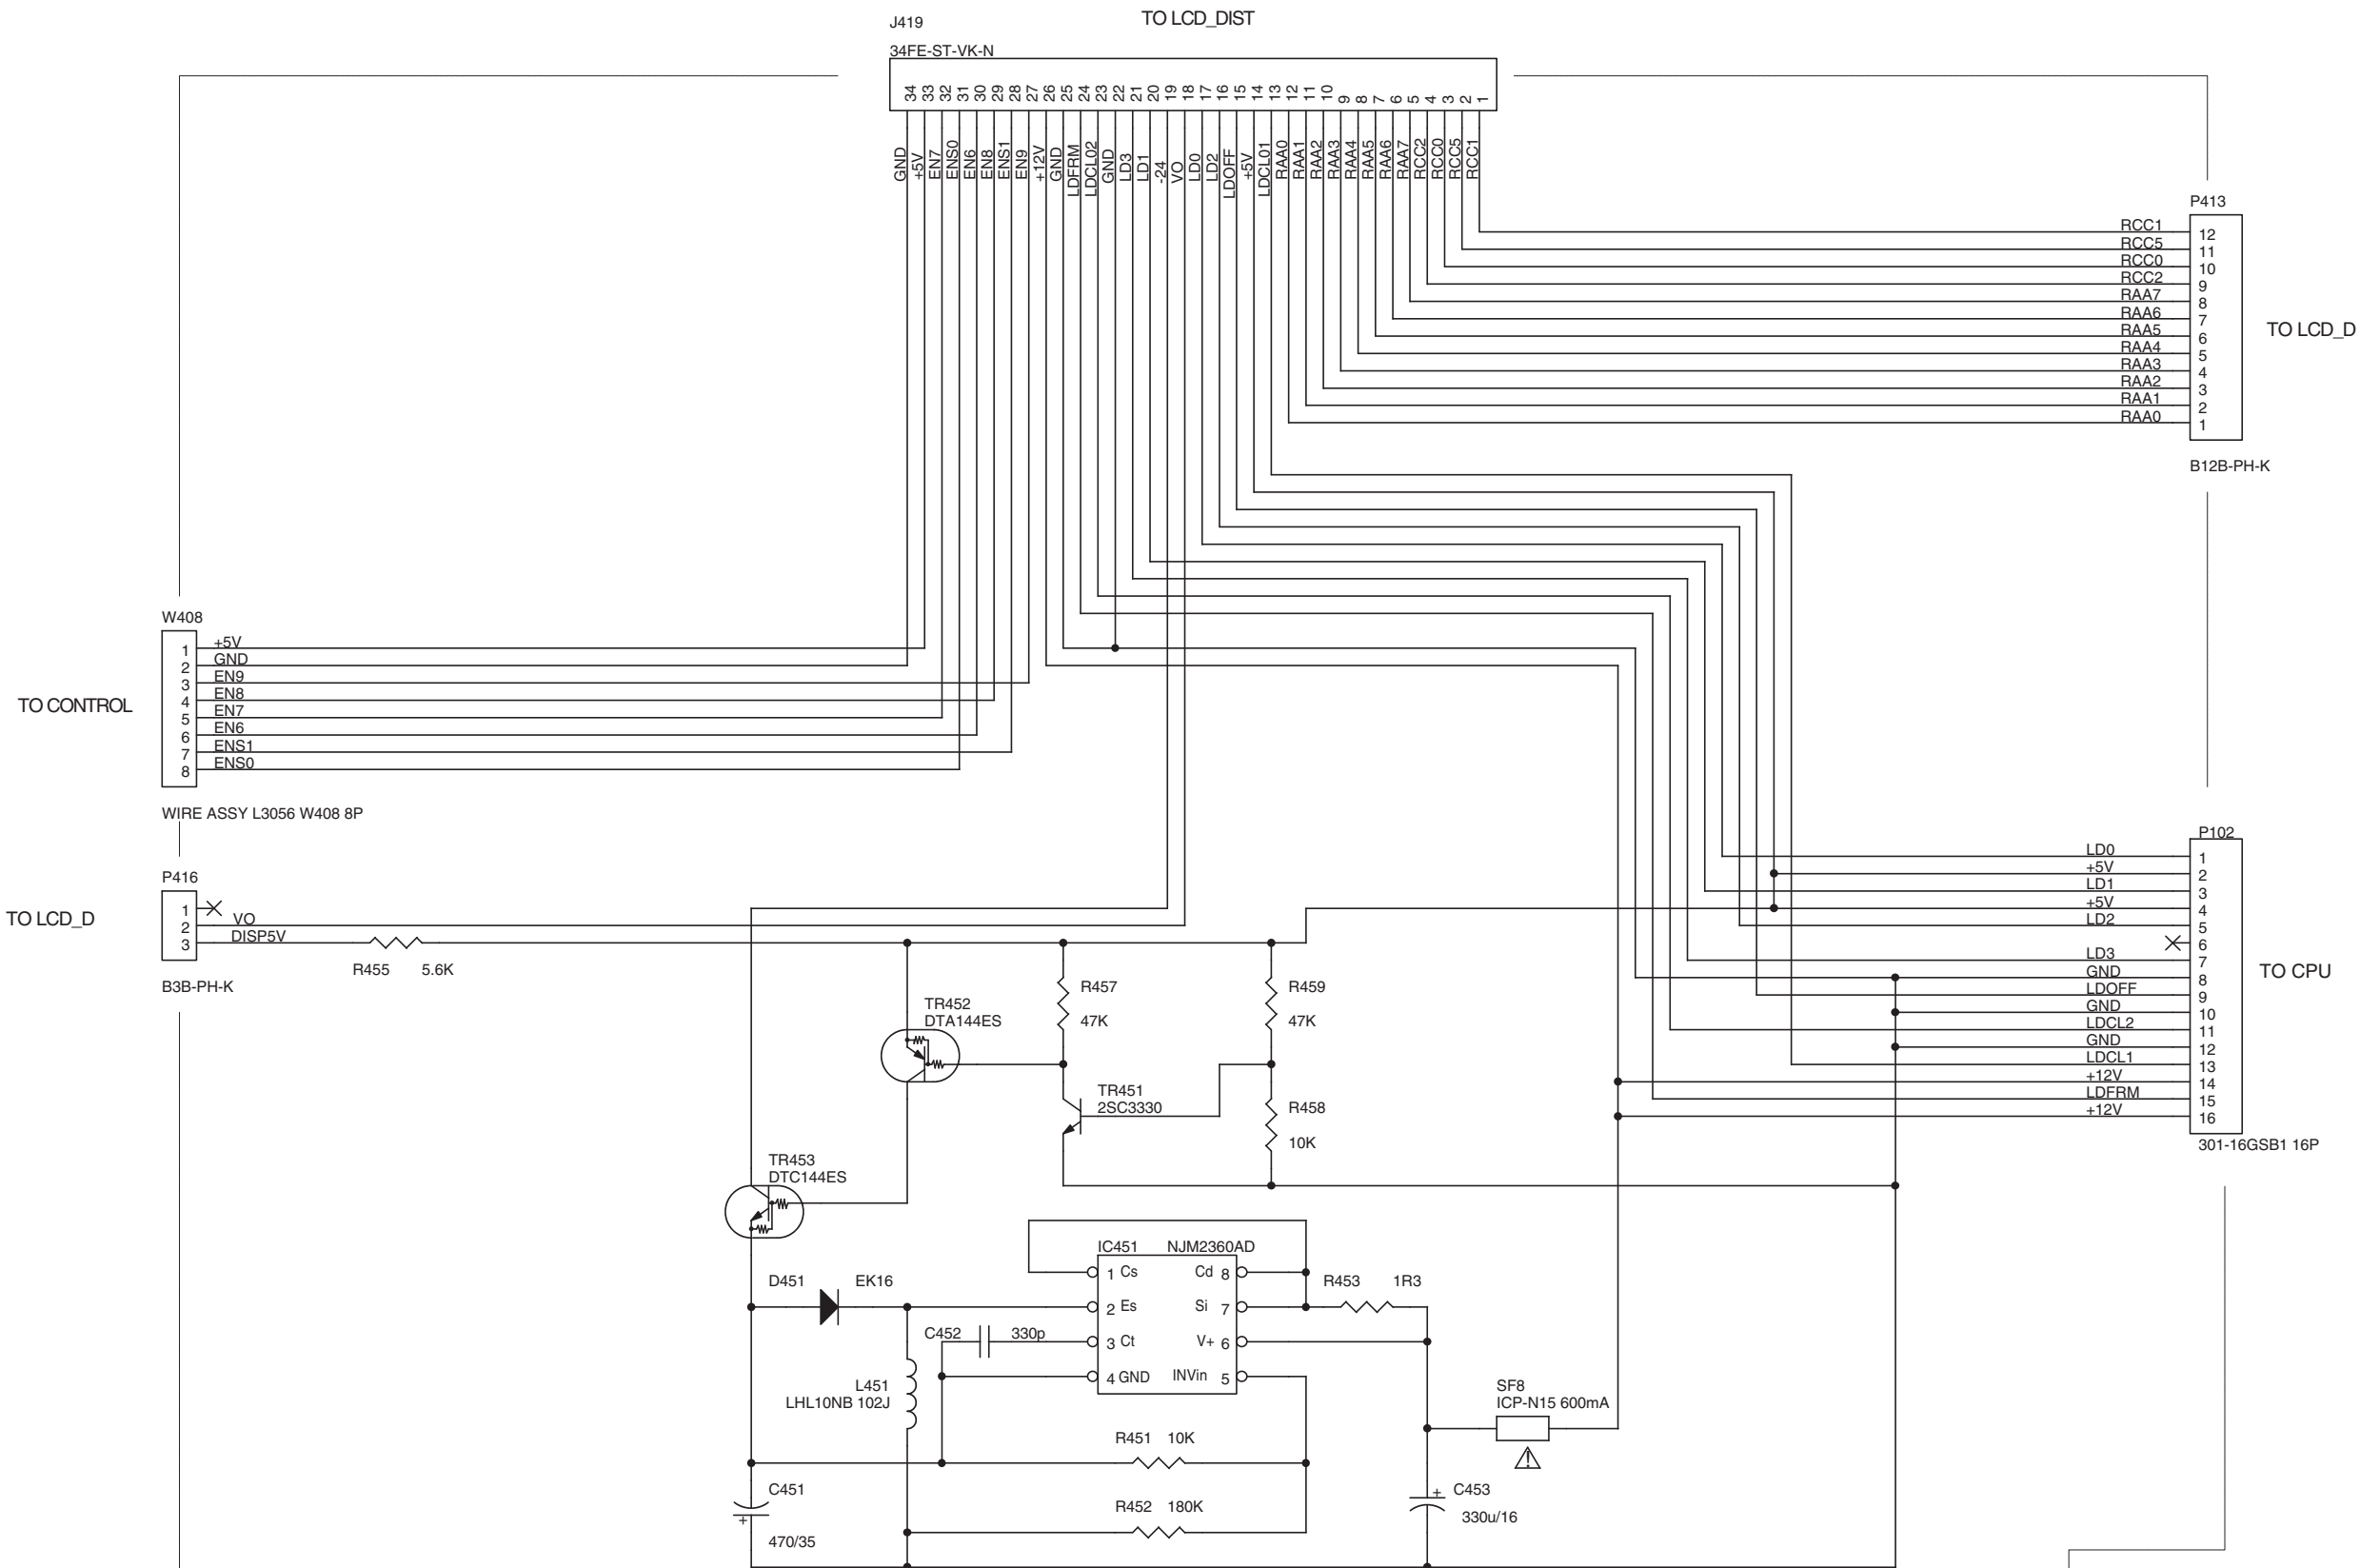 TO LCD_DIST
J419
34FE-ST-VK-N
34 33 32 31 30 29 28 27 26 25 24 23 22 21 20 19 18 17 16 15 14 13 12 11 10 9 8 7 6 5 4 3 2 1
GND +5V EN7 ENS0 EN6 EN8 ENS1 EN9 +12V GND LDFRM LDCL02 GND LD3 LD1 -24 VO LD0 LD2 LDOFF +5V LDCL01 RAA0 RAA1 RAA2 RAA3 RAA4 RAA5 RAA6 RAA7 RCC2 RCC0 RCC5 RCC1
P413
RCC1 12
RCC5 11
RCC0 10
RCC2 9
RAA7 8
RAA6 7
RAA5 6
RAA4 5
RAA3 4
RAA2 3
RAA1 2
RAA0 1
TO LCD_D
B12B-PH-K
W408
1 +5V
2 GND
3 EN9
4 EN8
5 EN7
6 EN6
7 ENS1
8 ENS0
TO CONTROL
WIRE ASSY L3056 W408 8P
P416
1
2 VO
3 DISP5V
TO LCD_D
B3B-PH-K
R455 5.6K
P102
LD0 1
+5V 2
LD1 3
+5V 4
LD2 5
6
LD3 7
GND 8
LDOFF 9
GND 10
LDCL2 11
GND 12
LDCL1 13
+12V 14
LDFRM 15
+12V 16
TO CPU
301-16GSB1 16P
R457
47K
R459
47K
TR452
DTA144ES
TR451
2SC3330
R458
10K
TR453
DTC144ES
IC451 NJM2360AD
1 Cs
2 Es
3 Ct
4 GND
Cd 8
Si 7
V+ 6
INVin 5
D451 EK16
R453 1R3
C452 330p
L451
LHL10NB 102J
SF8
ICP-N15 600mA
!
R451 10K
R452 180K
C451
+
470/35
+ C453
330u/16